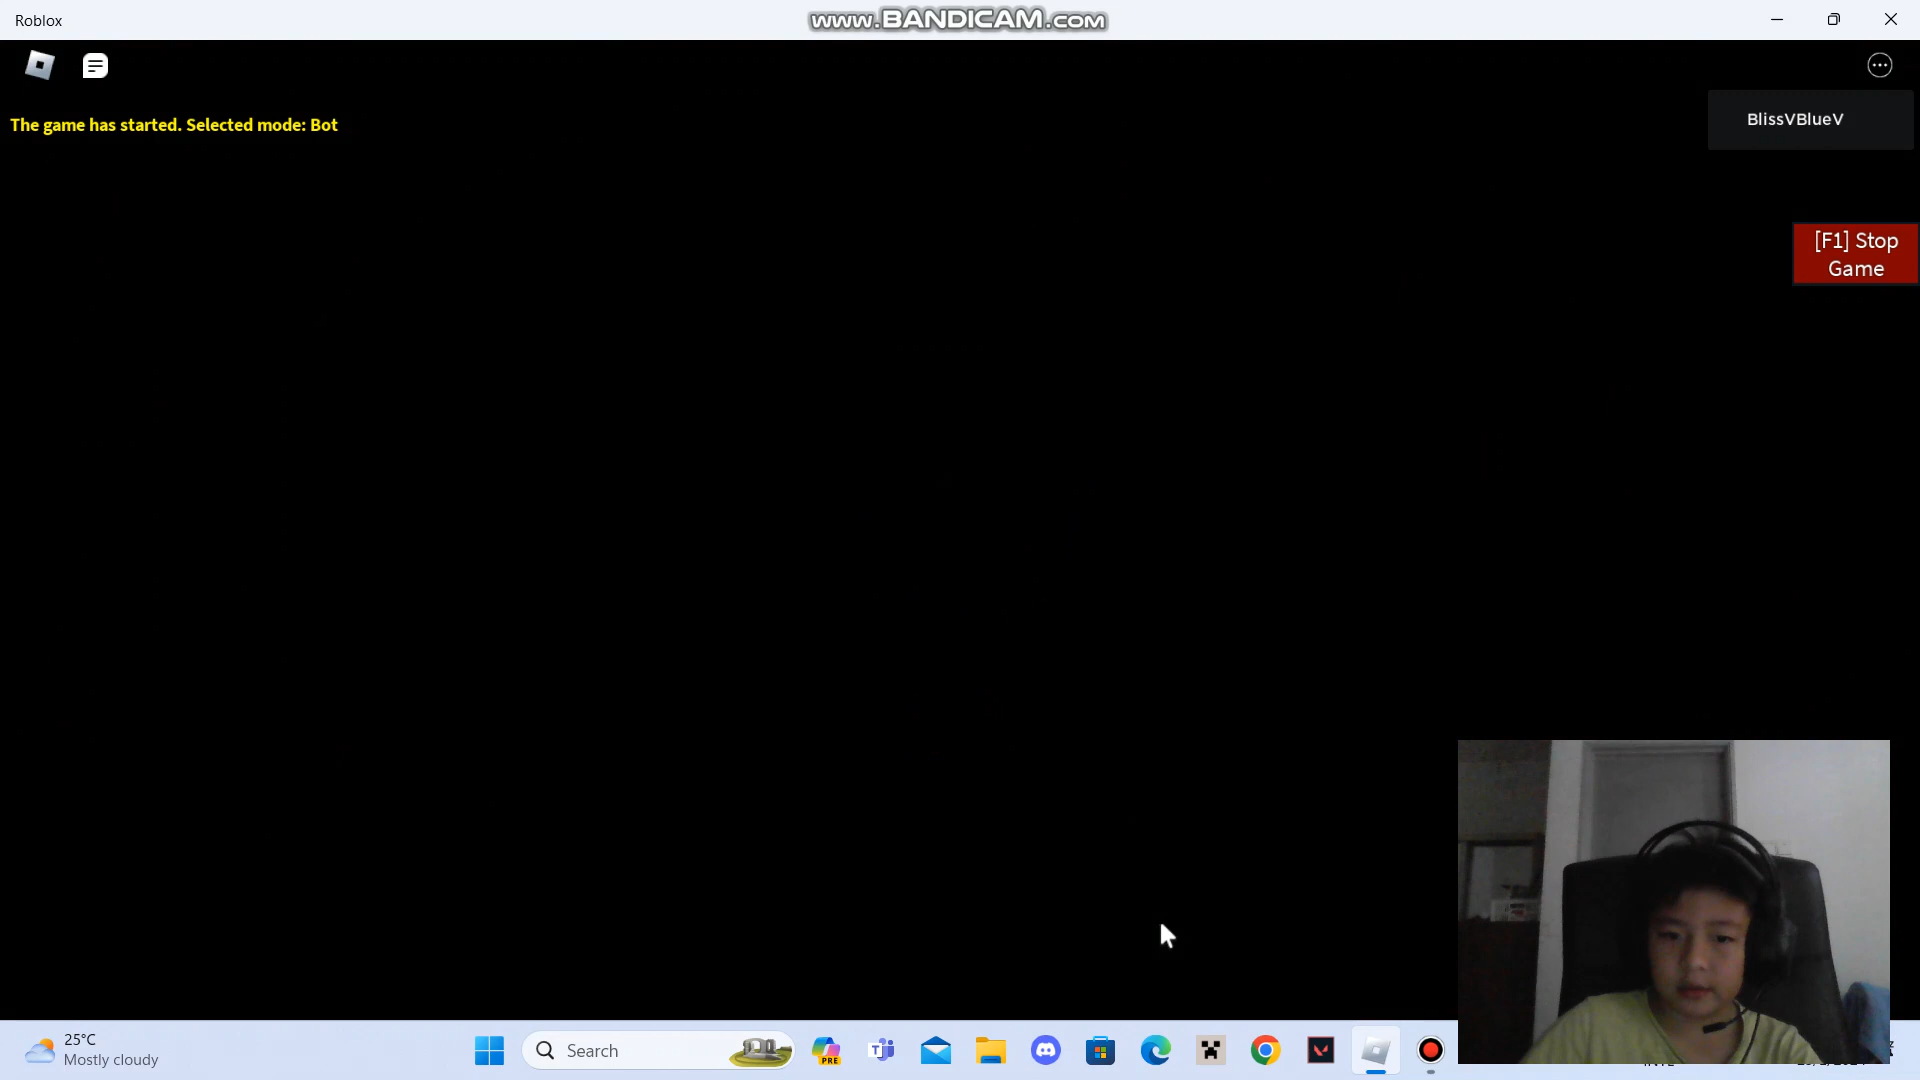 Roblox
www.BANDICAM.com
The game has started. Selected mode: Bot
BlissVBlueV
[F1] Stop
Game
25°C
Mostly cloudy
Search
PRE